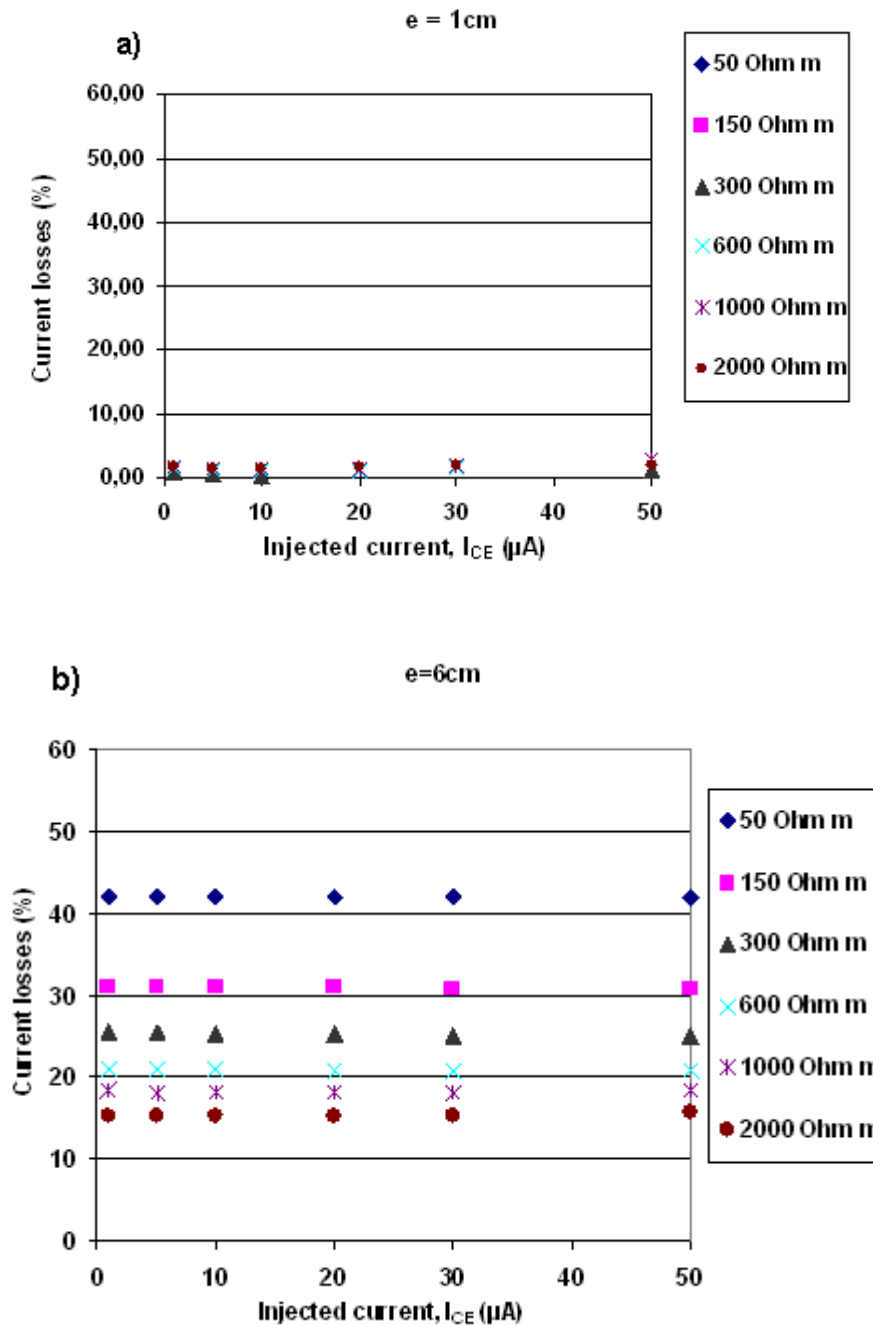 e = 1cm
a)
60,00
50,00
40,00
30,00
20,00
10,00
0,00
Current losses (%)
0 10 20 30 40 50
Injected current, I_CE (µA)
50 Ohm m
150 Ohm m
300 Ohm m
600 Ohm m
1000 Ohm m
2000 Ohm m
b)
e=6cm
60
50
40
30
20
10
0
Current losses (%)
0 10 20 30 40 50
Injected current, I_CE (µA)
50 Ohm m
150 Ohm m
300 Ohm m
600 Ohm m
1000 Ohm m
2000 Ohm m